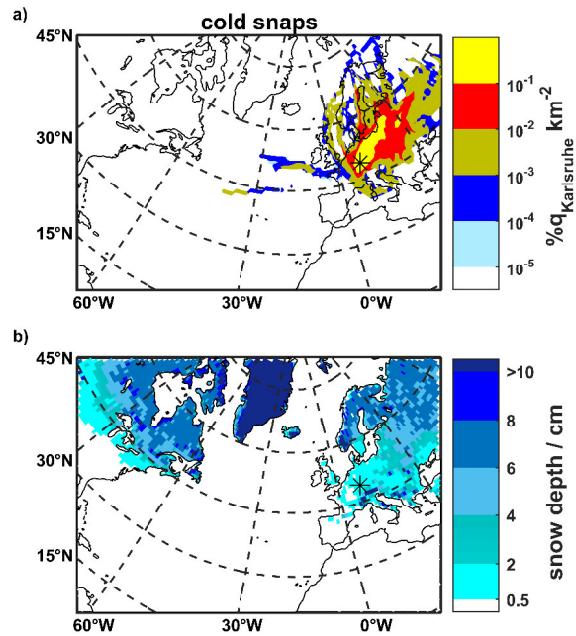 a)
cold snaps
45°N
30°N
15°N
60°W
30°W
0°W
10⁻¹
10⁻²
10⁻³
10⁻⁴
10⁻⁵
%qKarlsruhe km⁻²
b)
45°N
30°N
15°N
60°W
30°W
0°W
>10
8
6
4
2
0.5
snow depth / cm